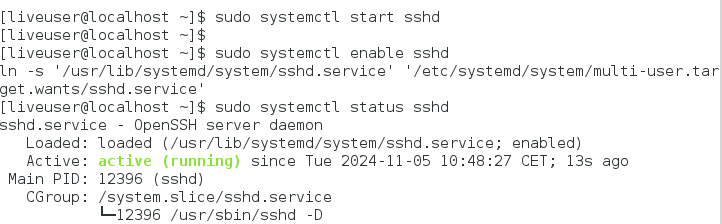 [liveuser@localhost ~]$ sudo systemctl start sshd
[liveuser@localhost ~]$
[liveuser@localhost ~]$ sudo systemctl enable sshd
ln -s '/usr/lib/systemd/system/sshd.service' '/etc/systemd/system/multi-user.tar
get.wants/sshd.service'
[liveuser@localhost ~]$ sudo systemctl status sshd
sshd.service - OpenSSH server daemon
   Loaded: loaded (/usr/lib/systemd/system/sshd.service; enabled)
   Active: active (running) since Tue 2024-11-05 10:48:27 CET; 13s ago
 Main PID: 12396 (sshd)
   CGroup: /system.slice/sshd.service
           └─12396 /usr/sbin/sshd -D